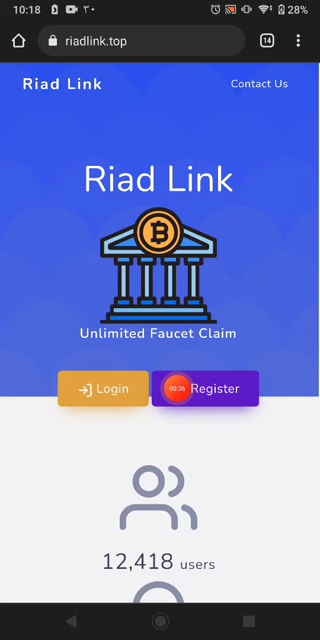 10:18 ٣٠ 28%
riadlink.top 14
Riad Link Contact Us
Riad Link
Unlimited Faucet Claim
Login 00:36 Register
12,418 users